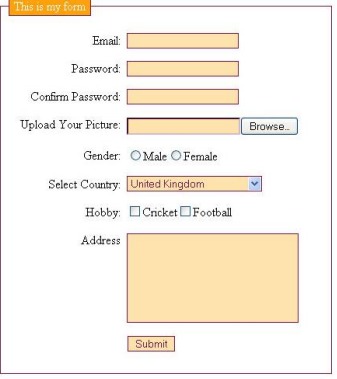 This is my form
Email:
Password:
Confirm Password:
Upload Your Picture: Browse..
Gender: Male Female
Select Country: United Kingdom
Hobby: Cricket Football
Address
Submit